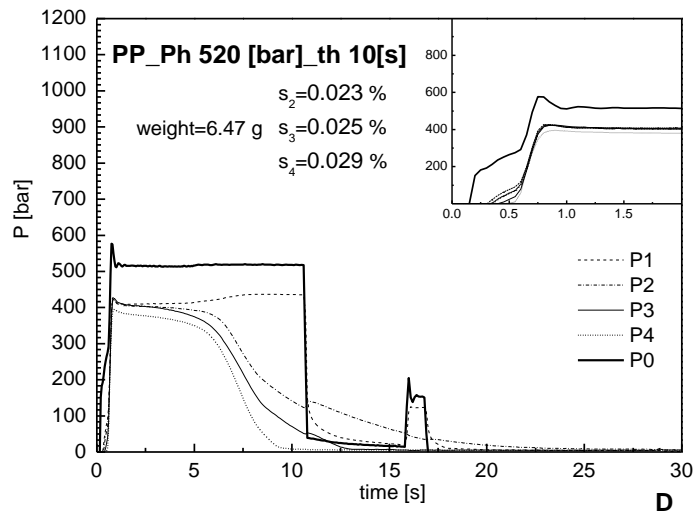 PP_Ph 520 [bar]_th 10[s]
s2=0.023 %
weight=6.47 g
s3=0.025 %
s4=0.029 %
1200
1100
1000
900
800
700
600
500
400
300
200
100
0
P [bar]
800
600
400
200
0.0 0.5 1.0 1.5
P1
P2
P3
P4
P0
0 5 10 15 20 25 30
time [s]
D